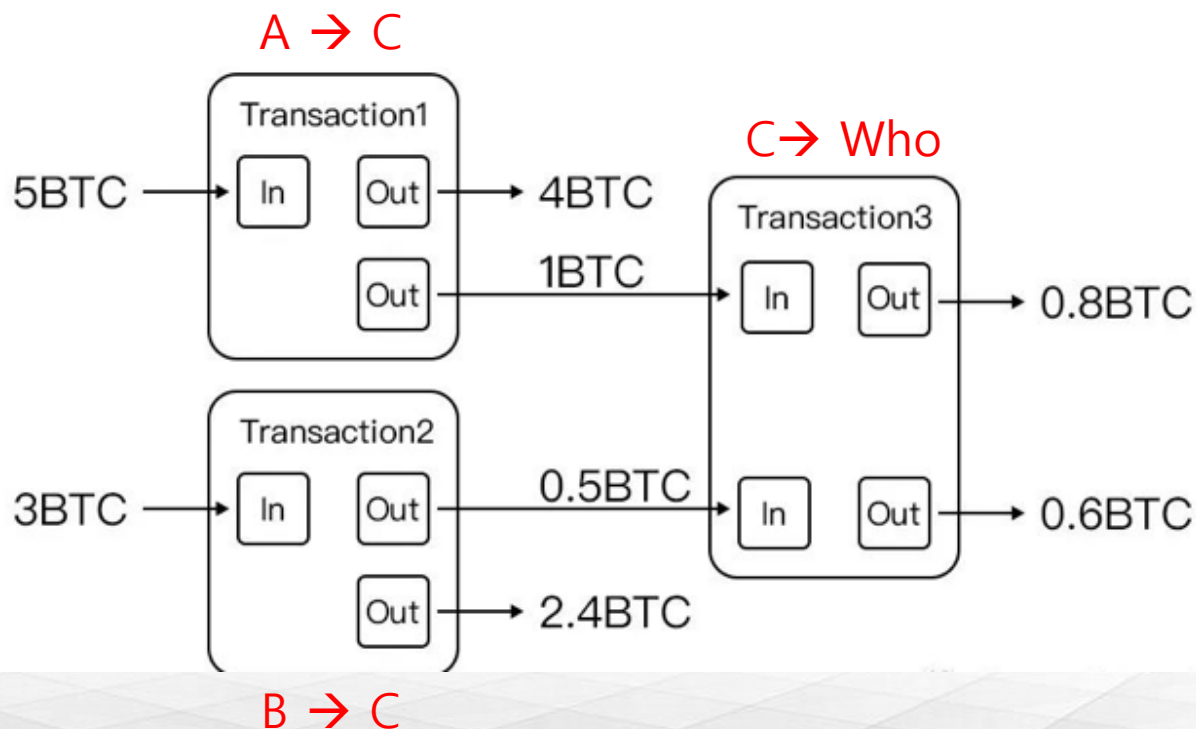 A → C
Transaction1
5BTC
In
Out
4BTC
Out
1BTC
C→ Who
Transaction3
In
Out
0.8BTC
Transaction2
3BTC
In
Out
0.5BTC
In
Out
0.6BTC
Out
2.4BTC
B → C